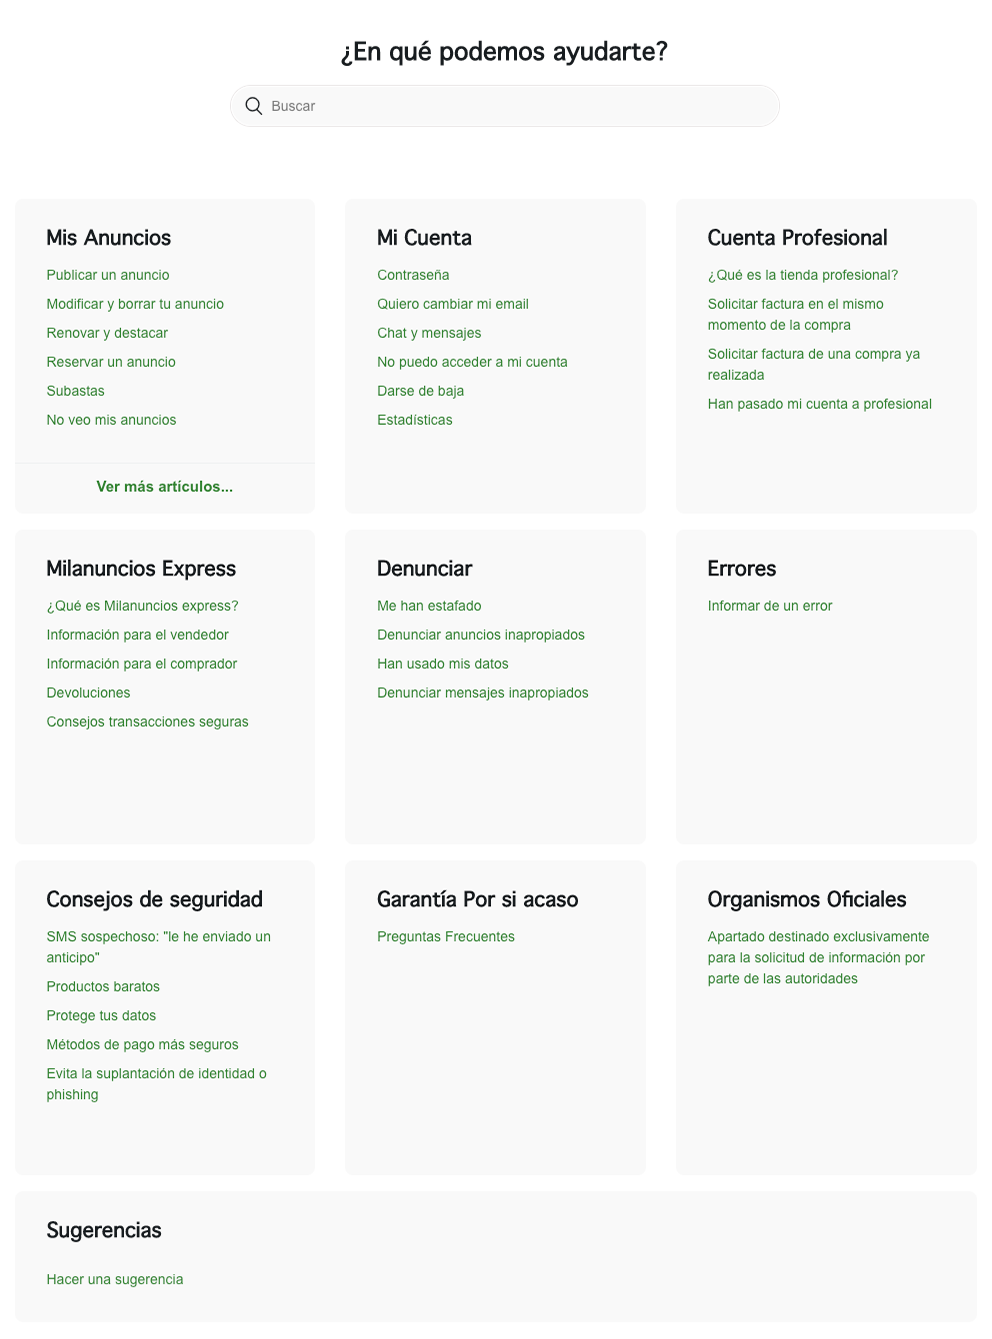 ¿En qué podemos ayudarte?
Buscar
Mis Anuncios
Publicar un anuncio
Modificar y borrar tu anuncio
Renovar y destacar
Reservar un anuncio
Subastas
No veo mis anuncios
Ver más artículos...
Mi Cuenta
Contraseña
Quiero cambiar mi email
Chat y mensajes
No puedo acceder a mi cuenta
Darse de baja
Estadísticas
Cuenta Profesional
¿Qué es la tienda profesional?
Solicitar factura en el mismo
momento de la compra
Solicitar factura de una compra ya
realizada
Han pasado mi cuenta a profesional
Milanuncios Express
¿Qué es Milanuncios express?
Información para el vendedor
Información para el comprador
Devoluciones
Consejos transacciones seguras
Denunciar
Me han estafado
Denunciar anuncios inapropiados
Han usado mis datos
Denunciar mensajes inapropiados
Errores
Informar de un error
Consejos de seguridad
SMS sospechoso: "le he enviado un
anticipo"
Productos baratos
Protege tus datos
Métodos de pago más seguros
Evita la suplantación de identidad o
phishing
Garantía Por si acaso
Preguntas Frecuentes
Organismos Oficiales
Apartado destinado exclusivamente
para la solicitud de información por
parte de las autoridades
Sugerencias
Hacer una sugerencia